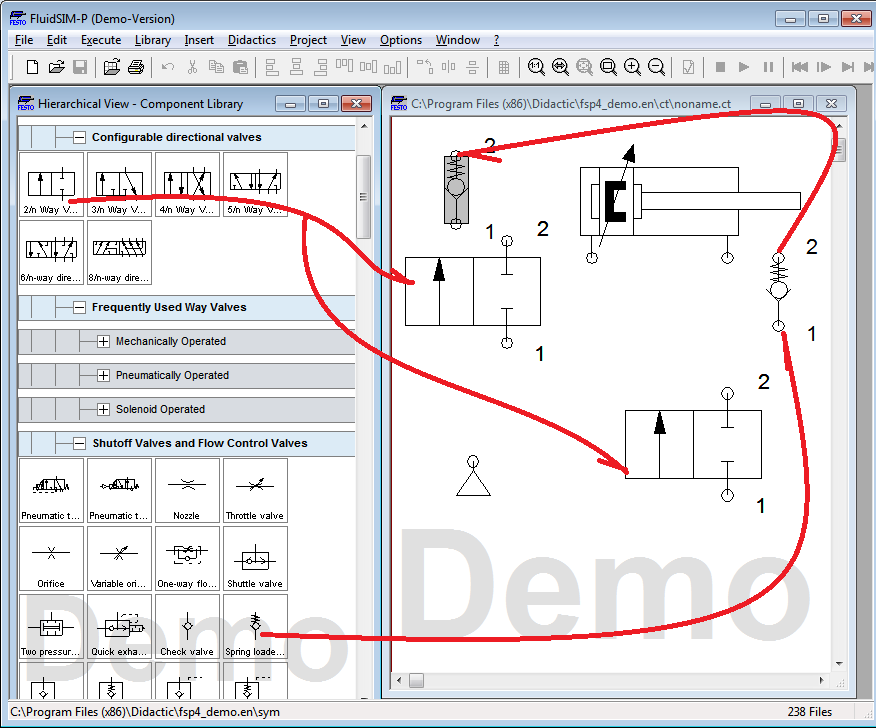 FESTO FluidSIM-P (Demo-Version)
File Edit Execute Library Insert Didactics Project View Options Window ?
1:1
FESTO Hierarchical View - Component Library
Configurable directional valves
2/n Way V... 3/n Way V... 4/n Way V... 5/n Way V...
6/n-way dire... 8/n-way dire...
Frequently Used Way Valves
Mechanically Operated
Pneumatically Operated
Solenoid Operated
Shutoff Valves and Flow Control Valves
Pneumatic t... Pneumatic t... Nozzle Throttle valve
Orifice Variable ori... One-way flo... Shuttle valve
Two pressur... Quick exha... Check valve Spring loade...
Demo
FESTO C:\Program Files (x86)\Didactic\fsp4_demo.en\ct\noname.ct
2
1 2
1
2
1
2
1
Demo
C:\Program Files (x86)\Didactic\fsp4_demo.en\sym 238 Files